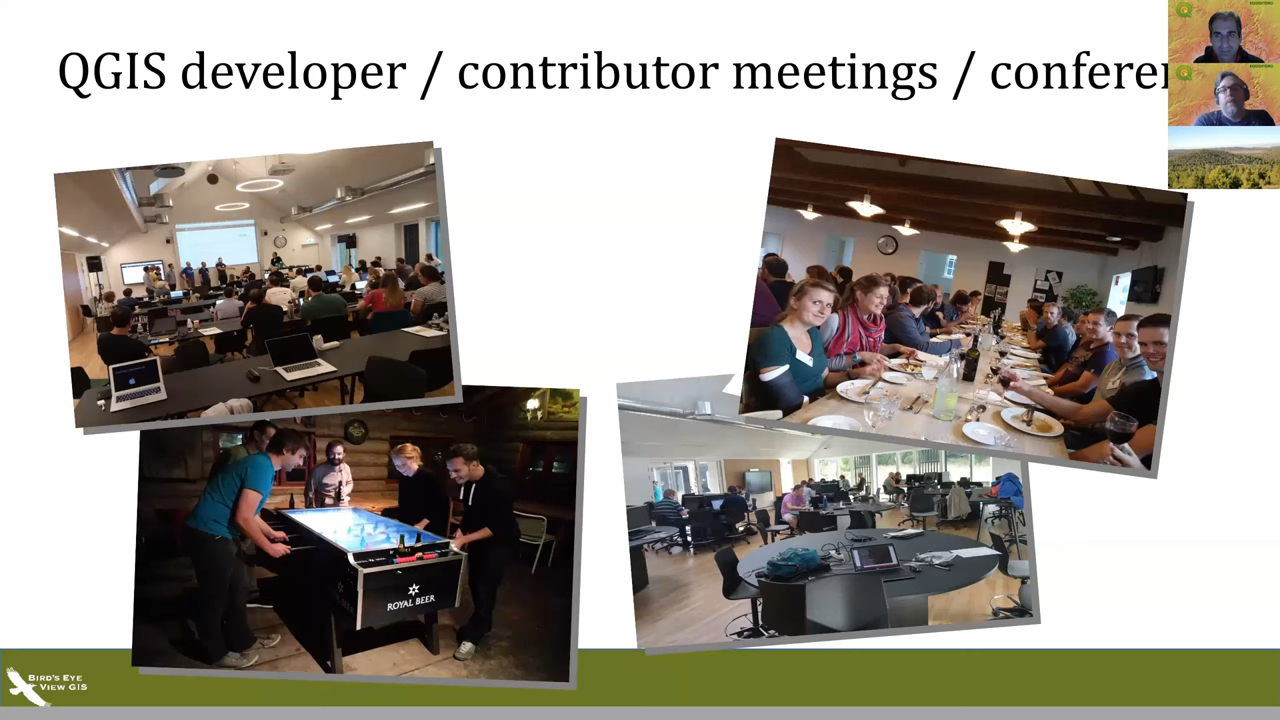 QGIS developer / contributor meetings / conferen
ROYAL BEER
BIRD'S EYE
VIEW GIS